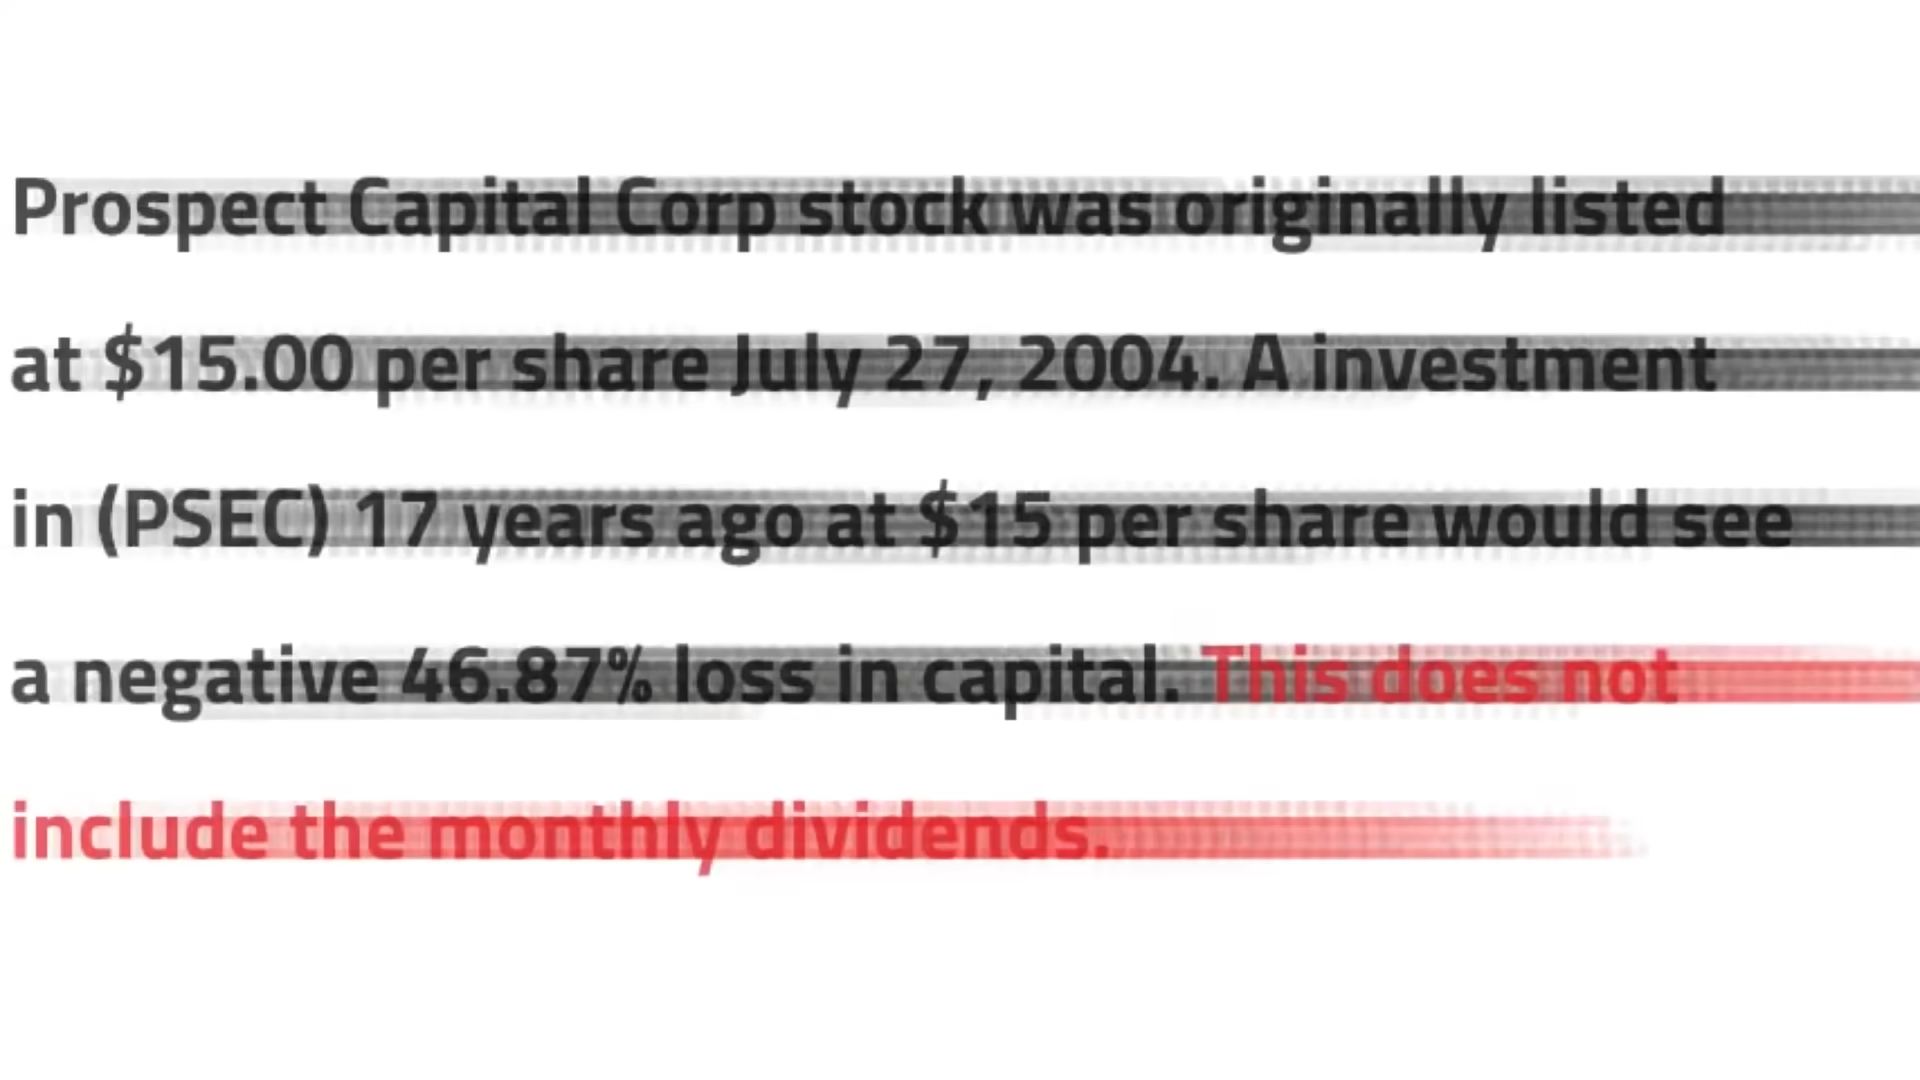 Prospect Capital Corp stock was originally listed
at $15.00 per share July 27, 2004. A investment
in (PSEC) 17 years ago at $15 per share would see
a negative 46.87% loss in capital. This does not
include the monthly dividends.